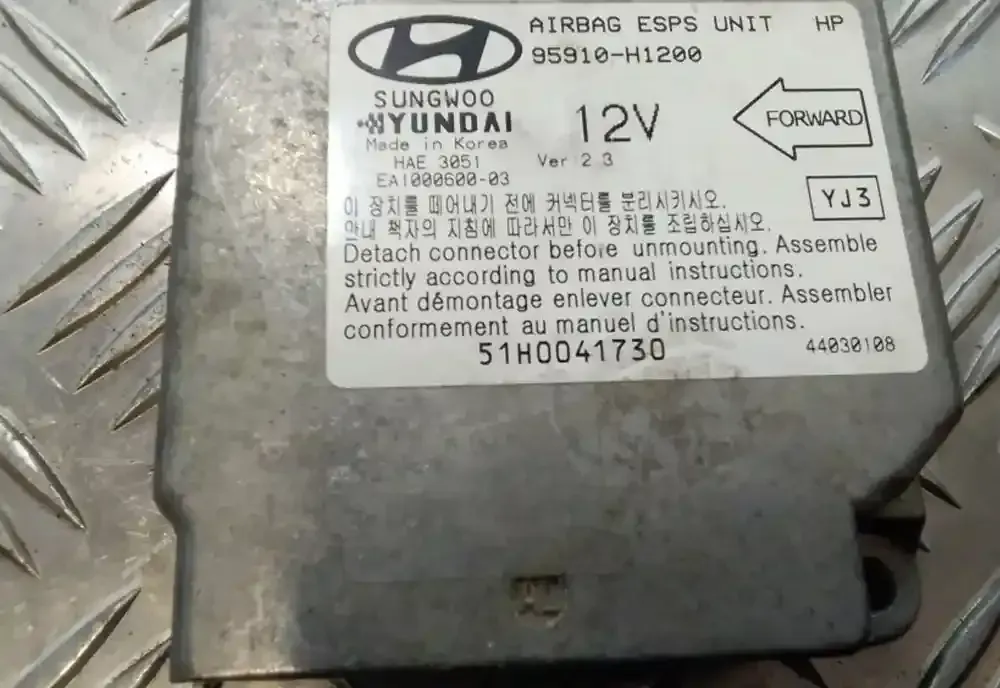 AIRBAG ESPS UNIT HP
95910-H1200
SUNGWOO
HYUNDAI
12V
FORWARD
Made in Korea
HAE 3051
Ver 2.3
EA1000600-03
YJ3
이 장치를 떼어내기 전에 커넥터를 분리시키시오.
안내 책자의 지침에 따라서만 이 장치를 조립하십시오.
Detach connector before unmounting. Assemble
strictly according to manual instructions.
Avant démontage enlever connecteur. Assembler
conformement au manuel d'instructions.
51H0041730
44030108